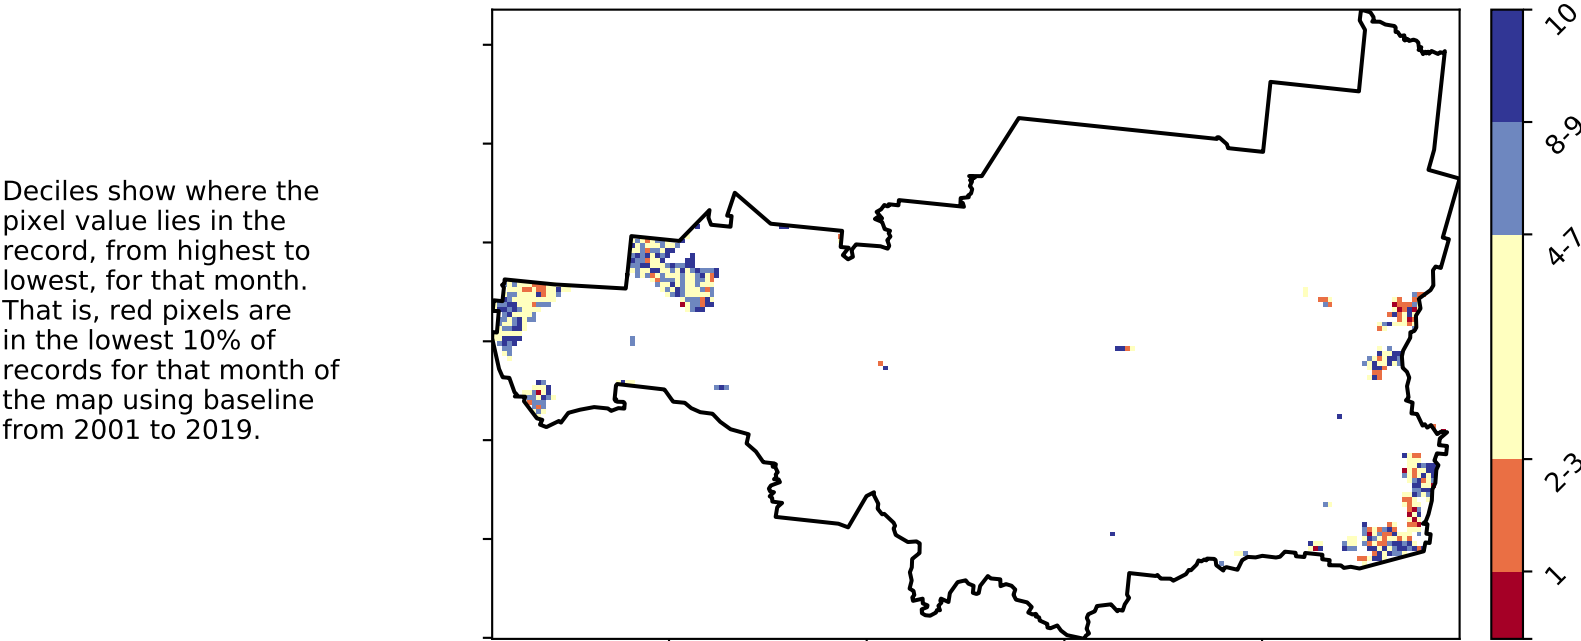 Deciles show where the
pixel value lies in the
record, from highest to
lowest, for that month.
That is, red pixels are
in the lowest 10% of
records for that month of
the map using baseline
from 2001 to 2019.
10
8-9
4-7
2-3
1